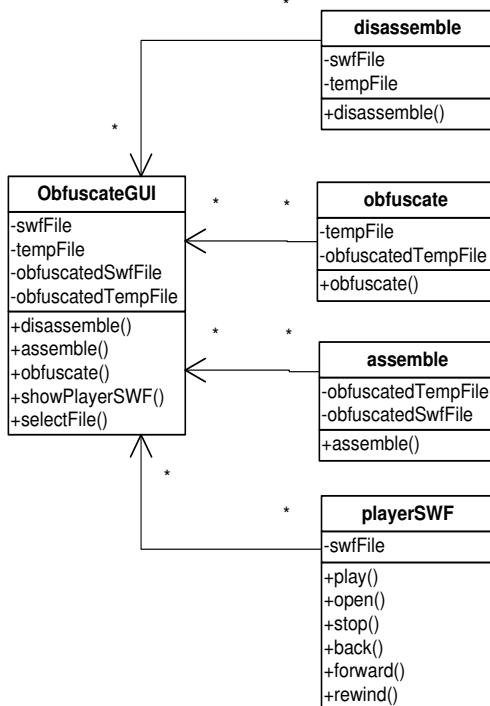 *
disassemble
-swfFile
-tempFile
+disassemble()
*
ObfuscateGUI
-swfFile
-tempFile
-obfuscatedSwfFile
-obfuscatedTempFile
+disassemble()
+assemble()
+obfuscate()
+showPlayerSWF()
+selectFile()
* *
obfuscate
-tempFile
-obfuscatedTempFile
+obfuscate()
* *
assemble
-obfuscatedTempFile
-obfuscatedSwfFile
+assemble()
*
*
playerSWF
-swfFile
+play()
+open()
+stop()
+back()
+forward()
+rewind()